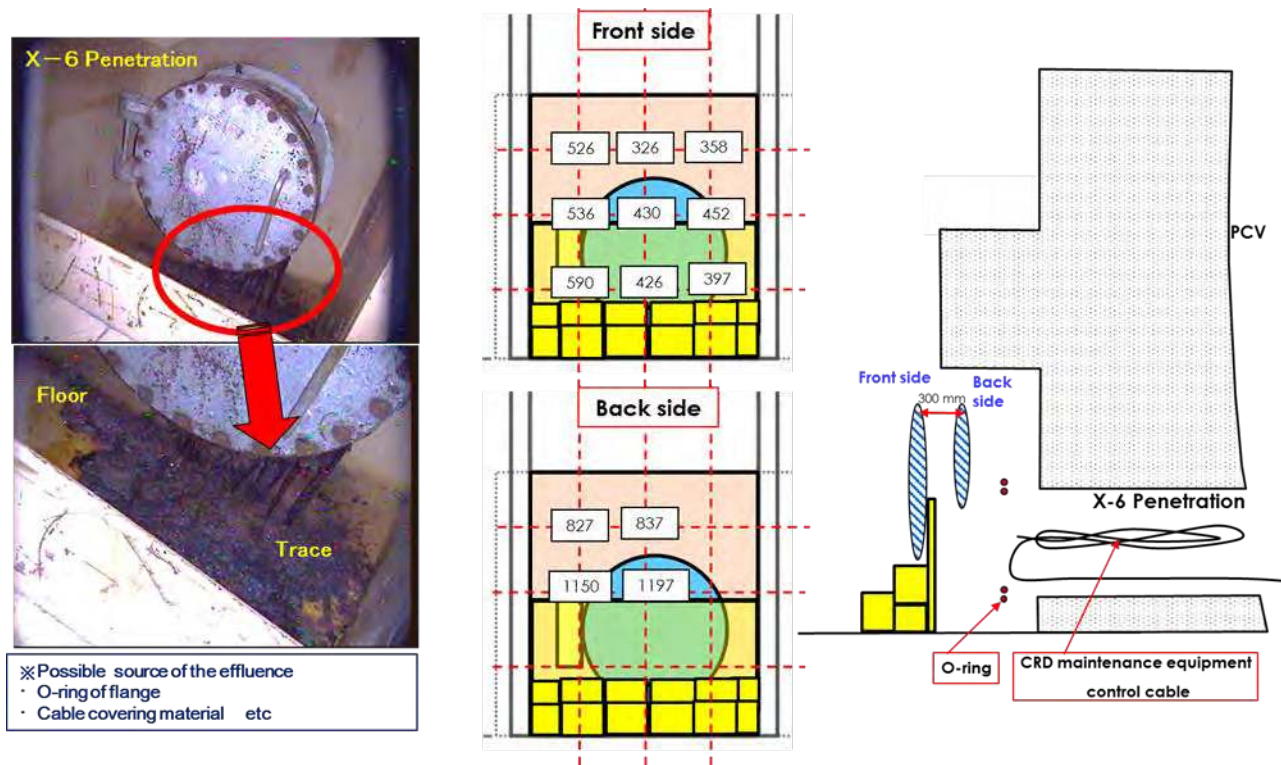 X-6 Penetration
Floor
Trace
※Possible source of the effluence
· O-ring of flange
· Cable covering material etc
Front side
526 326 358
536 430 452
590 426 397
Back side
827 837
1150 1197
PCV
Front side
Back
side
300 mm
X-6 Penetration
O-ring
CRD maintenance equipment
control cable